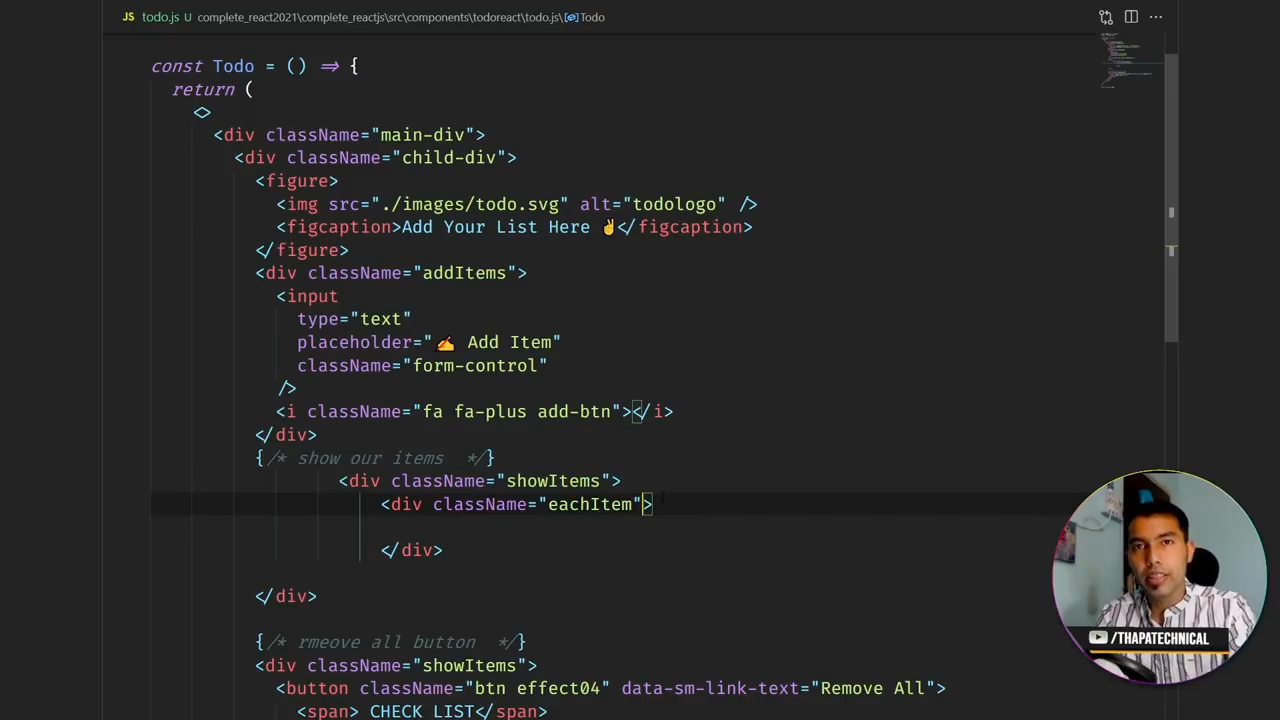 JS todo.js U complete_react2021\complete_reactjs\src\components\todoreact\todo.js\Todo
const Todo = () => {
return (
<>
<div className="main-div">
<div className="child-div">
<figure>
<img src="./images/todo.svg" alt="todologo" />
<figcaption>Add Your List Here ✌</figcaption>
</figure>
<div className="addItems">
<input
type="text"
placeholder="✍ Add Item"
className="form-control"
/>
<i className="fa fa-plus add-btn"></i>
</div>
{/* show our items */}
<div className="showItems">
<div className="eachItem">
</div>
</div>
{/* rmeove all button */}
<div className="showItems">
<button className="btn effect04" data-sm-link-text="Remove All">
<span> CHECK LIST</span>
/THAPATECHNICAL